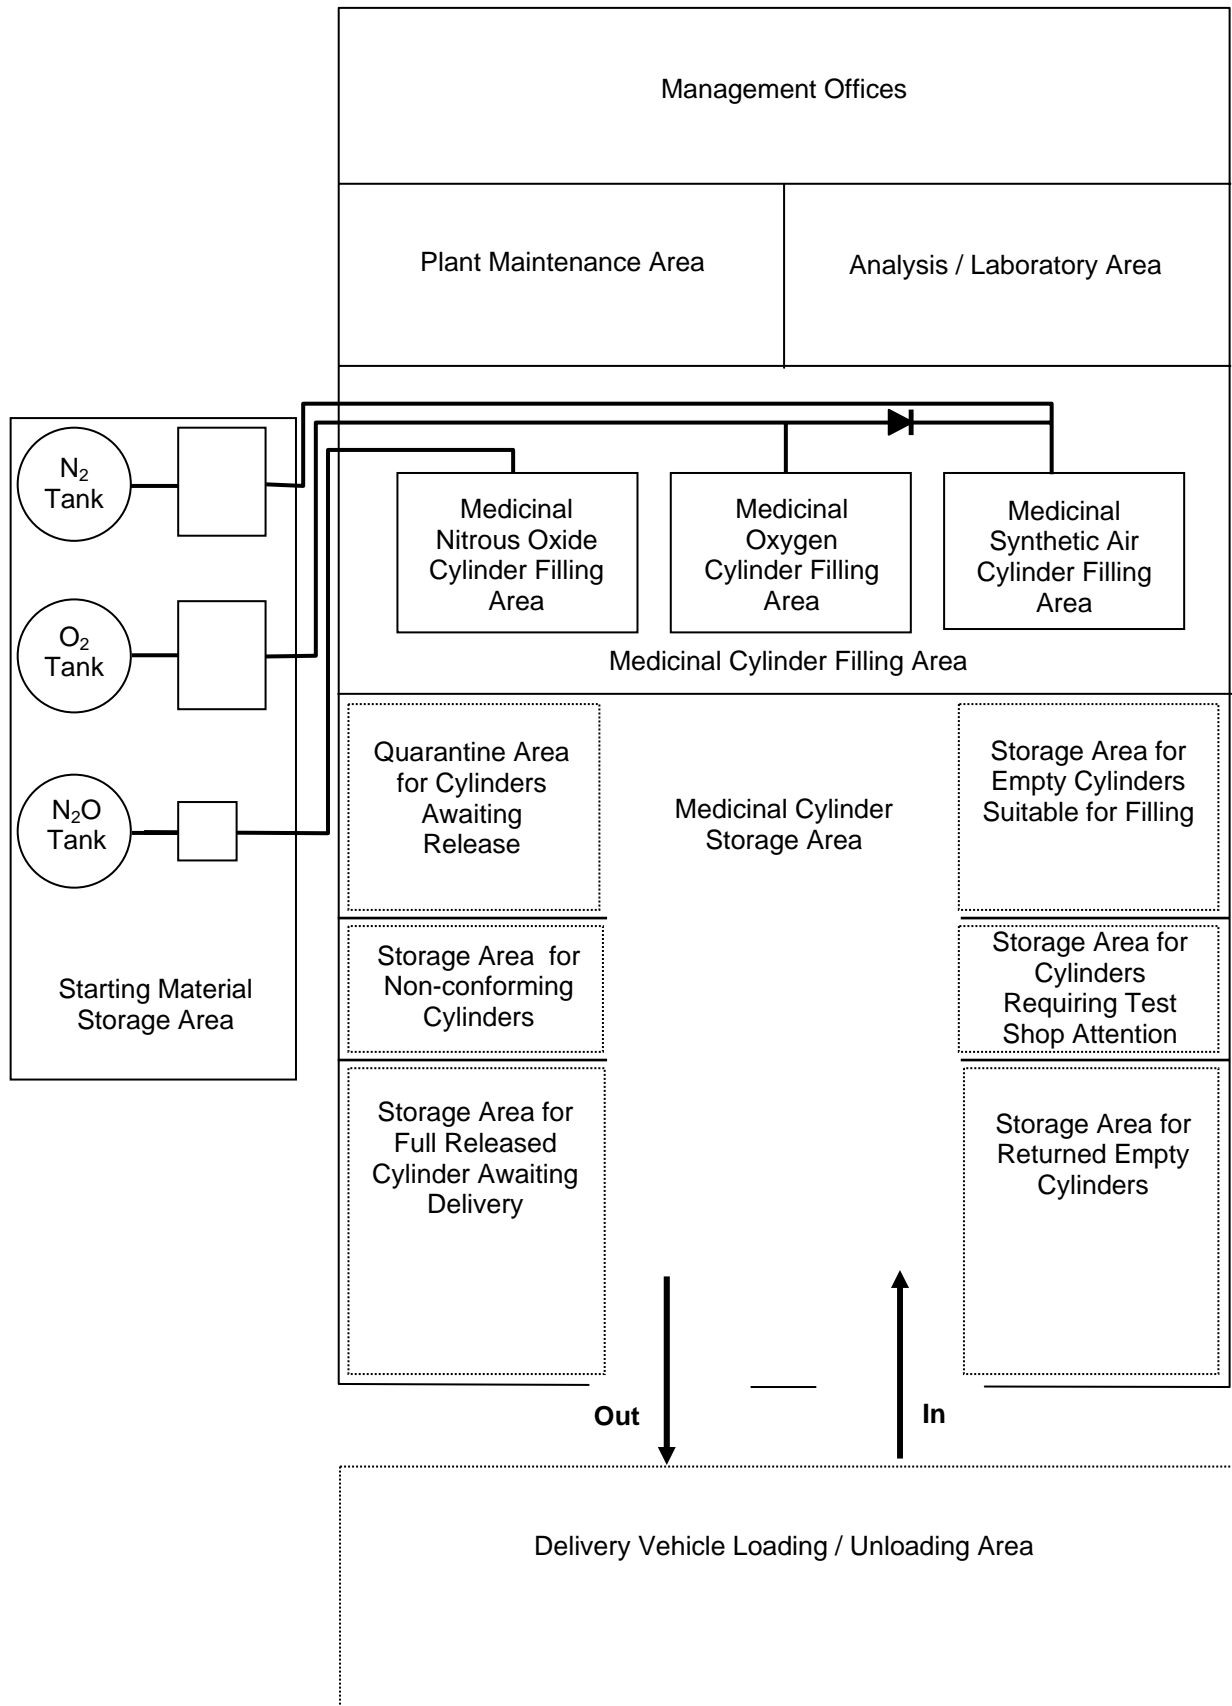 Management Offices
Plant Maintenance Area
Analysis / Laboratory Area
N2
Tank
O2
Tank
N2O
Tank
Starting Material
Storage Area
Medicinal
Nitrous Oxide
Cylinder Filling
Area
Medicinal
Oxygen
Cylinder Filling
Area
Medicinal
Synthetic Air
Cylinder Filling
Area
Medicinal Cylinder Filling Area
Quarantine Area
for Cylinders
Awaiting
Release
Medicinal Cylinder
Storage Area
Storage Area for
Empty Cylinders
Suitable for Filling
Storage Area for
Non-conforming
Cylinders
Storage Area for
Cylinders
Requiring Test
Shop Attention
Storage Area for
Full Released
Cylinder Awaiting
Delivery
Storage Area for
Returned Empty
Cylinders
Out
In
Delivery Vehicle Loading / Unloading Area